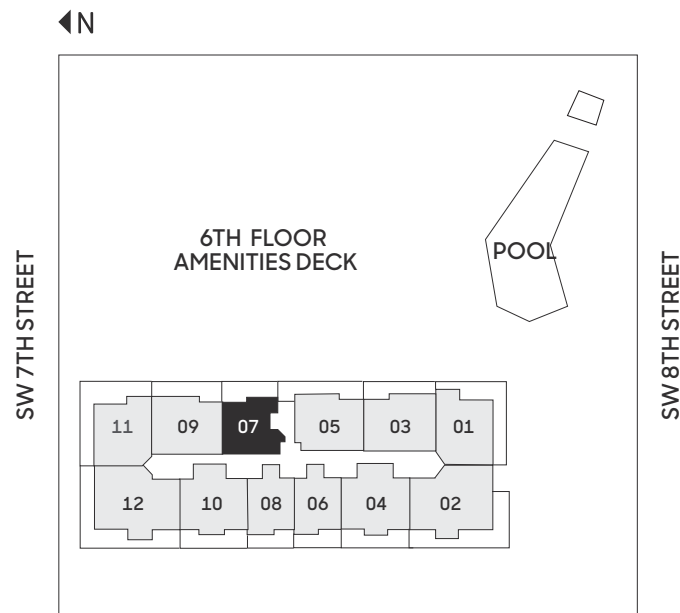 N
6TH FLOOR
AMENITIES DECK
POOL
SW 7TH STREET
SW 8TH STREET
11
09
07
05
03
01
12
10
08
06
04
02